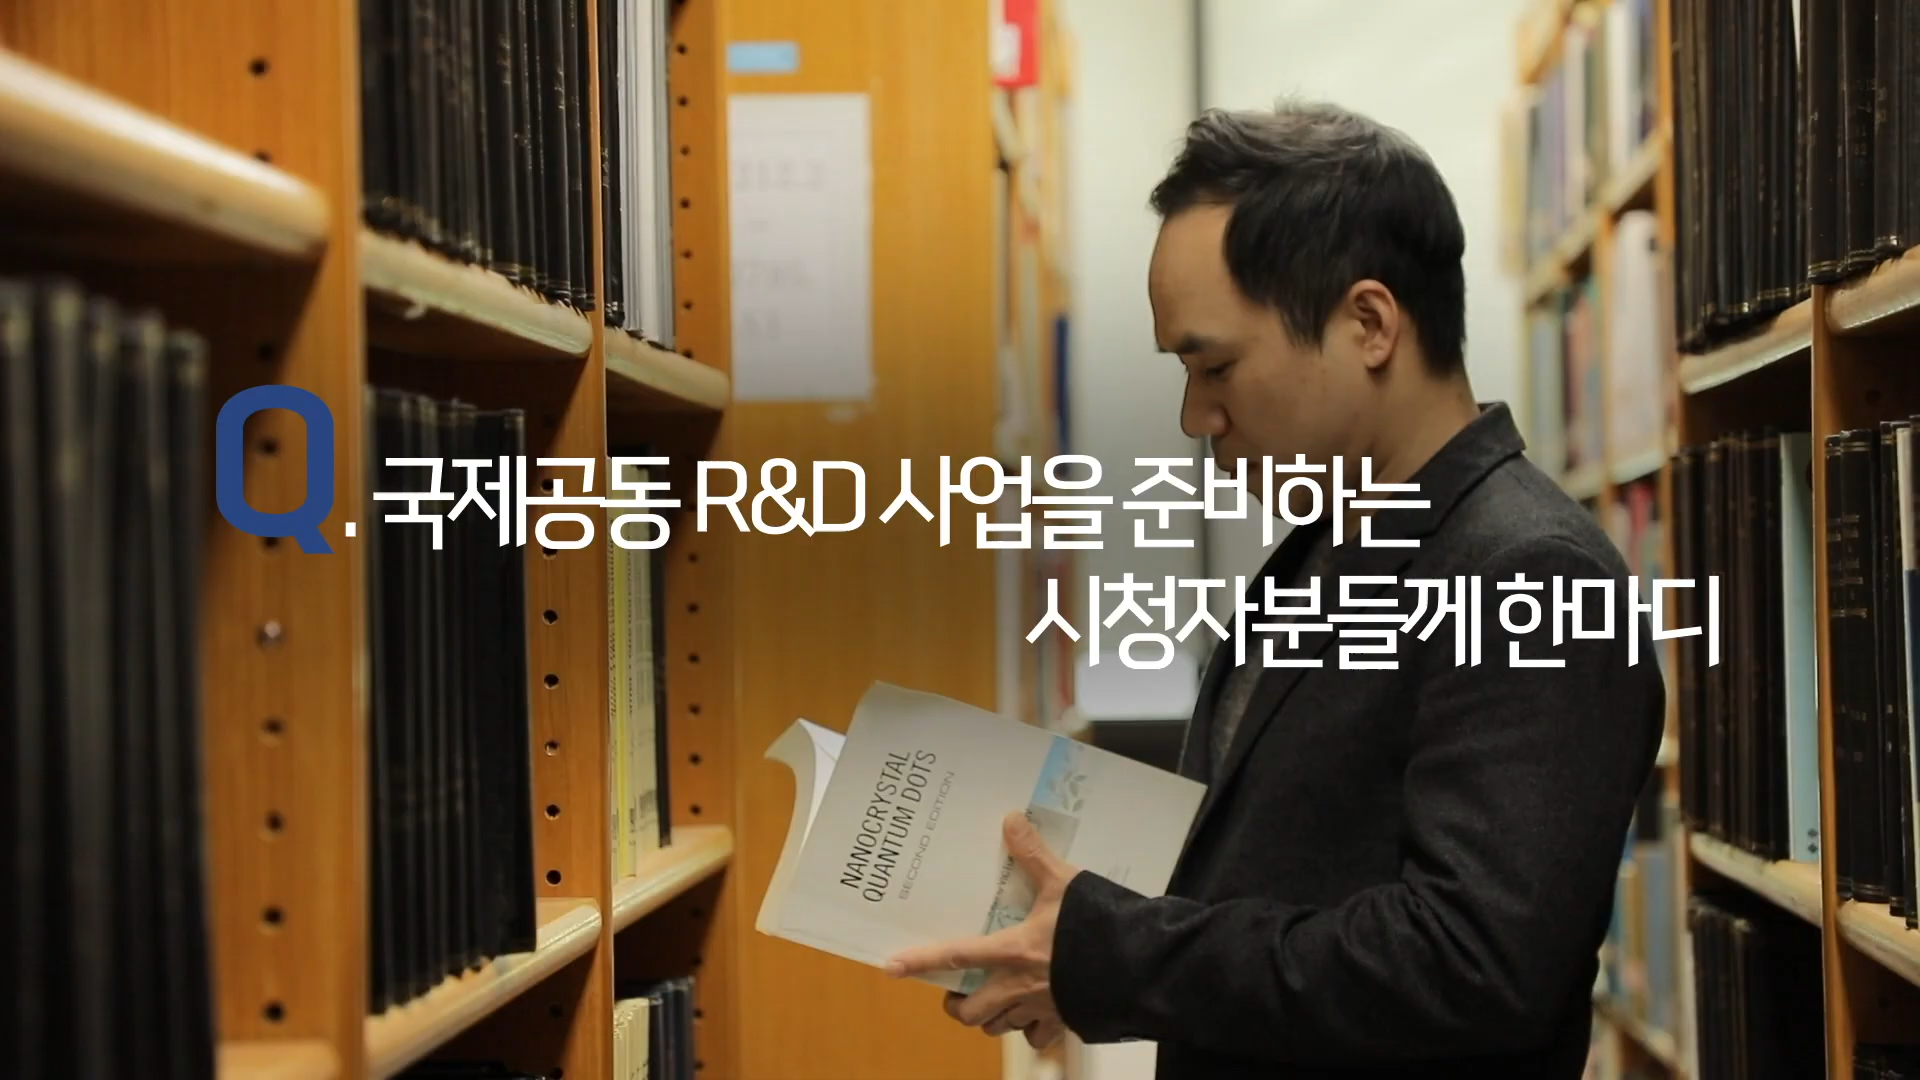 Q. 국제공동 R&D 사업을 준비하는
시청자분들께 한마디
NANOCRYSTAL
QUANTUM DOTS
SECOND EDITION